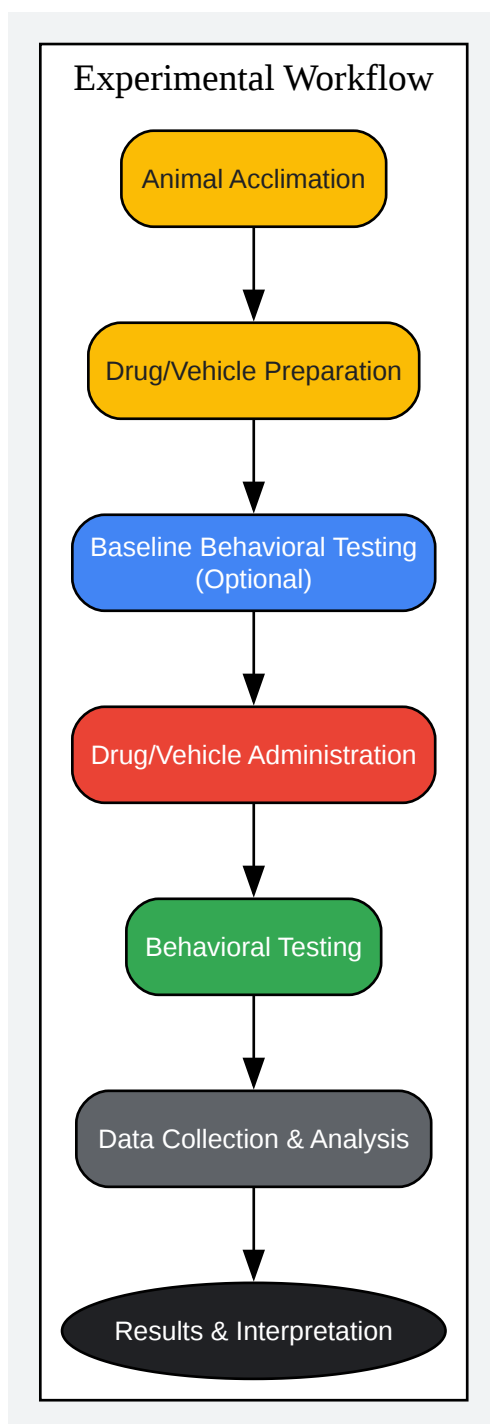 Experimental Workflow
Animal Acclimation
Drug/Vehicle Preparation
Baseline Behavioral Testing
(Optional)
Drug/Vehicle Administration
Behavioral Testing
Data Collection & Analysis
Results & Interpretation